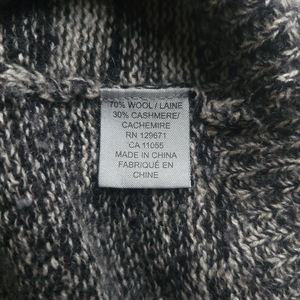 70% WOOL / LAINE
30% CASHMERE/
CACHEMIRE
RN 129671
CA 11055
MADE IN CHINA
FABRIQUÉ EN
CHINE